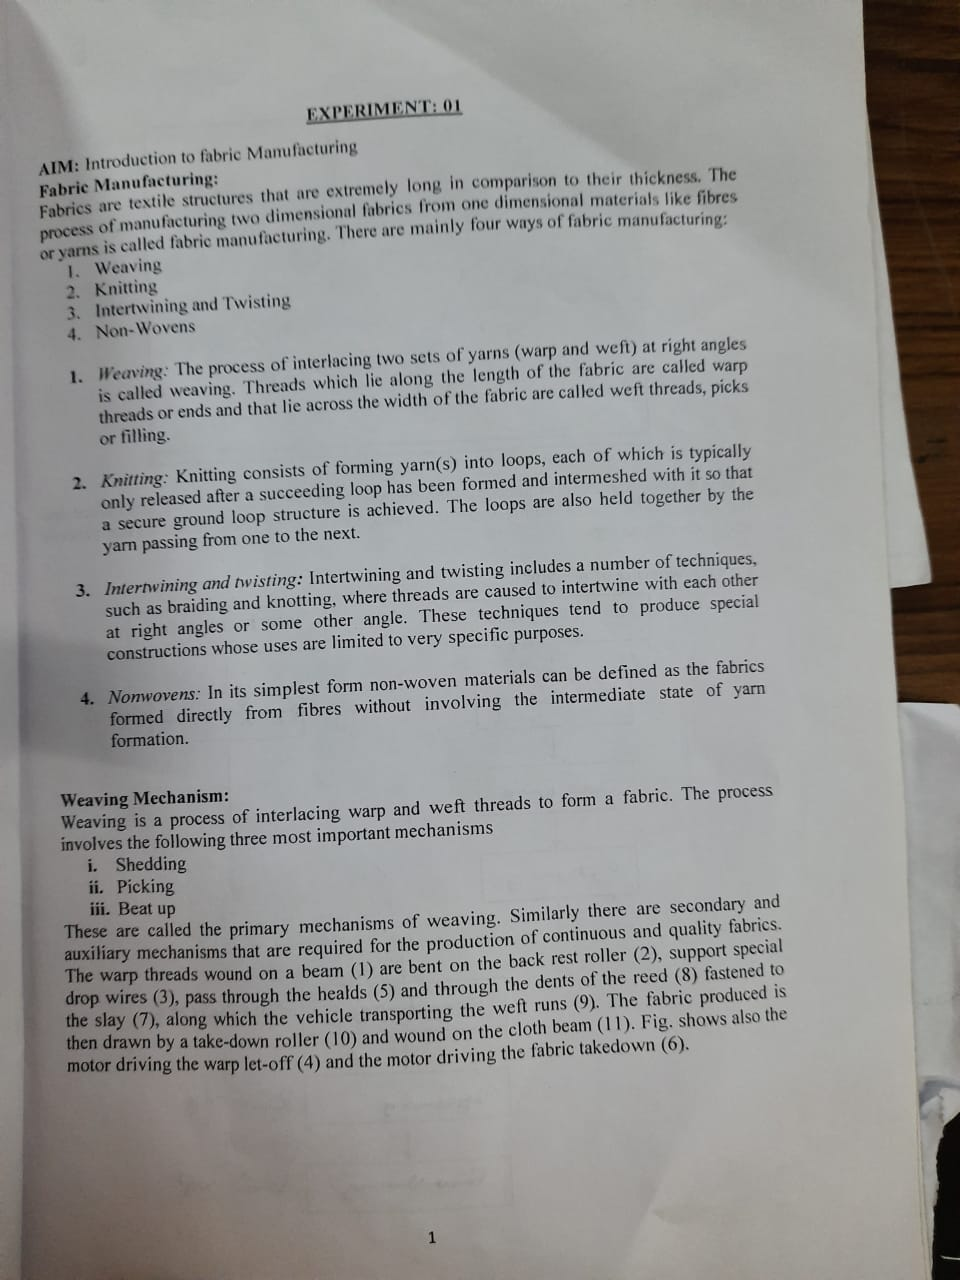 EXPERIMENT: 01
AIM: Introduction to fabric Manufacturing
Fabric Manufacturing:
Fabrics are textile structures that are extremely long in comparison to their thickness. The
process of manufacturing two dimensional fabrics from one dimensional materials like fibres
or yarns is called fabric manufacturing. There are mainly four ways of fabric manufacturing:
1. Weaving
2. Knitting
3. Intertwining and Twisting
4. Non-Wovens
1. Weaving: The process of interlacing two sets of yarns (warp and weft) at right angles
is called weaving. Threads which lie along the length of the fabric are called warp
threads or ends and that lie across the width of the fabric are called weft threads, picks
or filling.
2. Knitting: Knitting consists of forming yarn(s) into loops, each of which is typically
only released after a succeeding loop has been formed and intermeshed with it so that
a secure ground loop structure is achieved. The loops are also held together by the
yarn passing from one to the next.
3. Intertwining and twisting: Intertwining and twisting includes a number of techniques,
such as braiding and knotting, where threads are caused to intertwine with each other
at right angles or some other angle. These techniques tend to produce special
constructions whose uses are limited to very specific purposes.
4. Nonwovens: In its simplest form non-woven materials can be defined as the fabrics
formed directly from fibres without involving the intermediate state of yarn
formation.
Weaving Mechanism:
Weaving is a process of interlacing warp and weft threads to form a fabric. The process
involves the following three most important mechanisms
i. Shedding
ii. Picking
iii. Beat up
These are called the primary mechanisms of weaving. Similarly there are secondary and
auxiliary mechanisms that are required for the production of continuous and quality fabrics.
The warp threads wound on a beam (1) are bent on the back rest roller (2), support special
drop wires (3), pass through the healds (5) and through the dents of the reed (8) fastened to
the slay (7), along which the vehicle transporting the weft runs (9). The fabric produced is
then drawn by a take-down roller (10) and wound on the cloth beam (11). Fig. shows also the
motor driving the warp let-off (4) and the motor driving the fabric takedown (6).
1